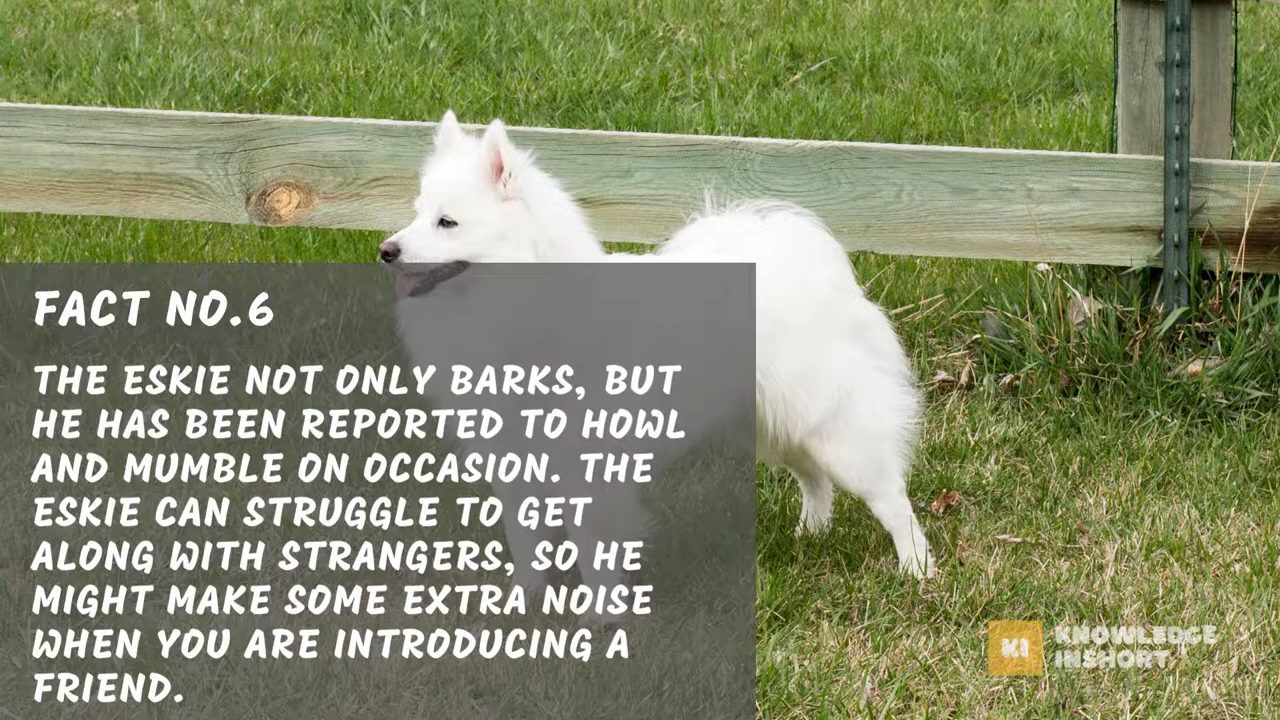 FACT NO.6
THE ESKIE NOT ONLY BARKS, BUT
HE HAS BEEN REPORTED TO HOWL
AND MUMBLE ON OCCASION. THE
ESKIE CAN STRUGGLE TO GET
ALONG WITH STRANGERS, SO HE
MIGHT MAKE SOME EXTRA NOISE
WHEN YOU ARE INTRODUCING A
FRIEND.
KI
KNOWLEDGE
INSHORT